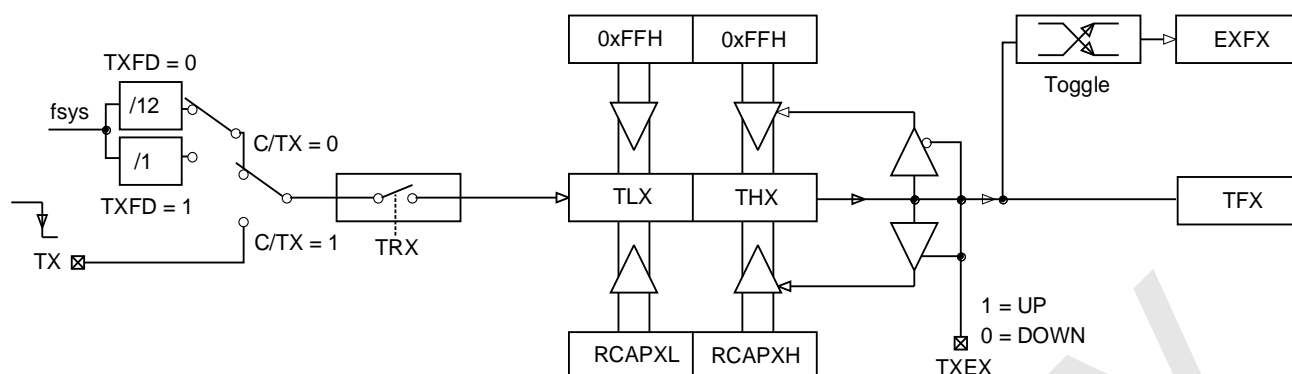 0xFFH 0xFFH EXFX
Toggle
TXFD = 0
fsys /12
C/TX = 0
/1
TXFD = 1
TLX THX TFX
C/TX = 1
TRX
TX
1 = UP
0 = DOWN
RCAPXL RCAPXH
TXEX